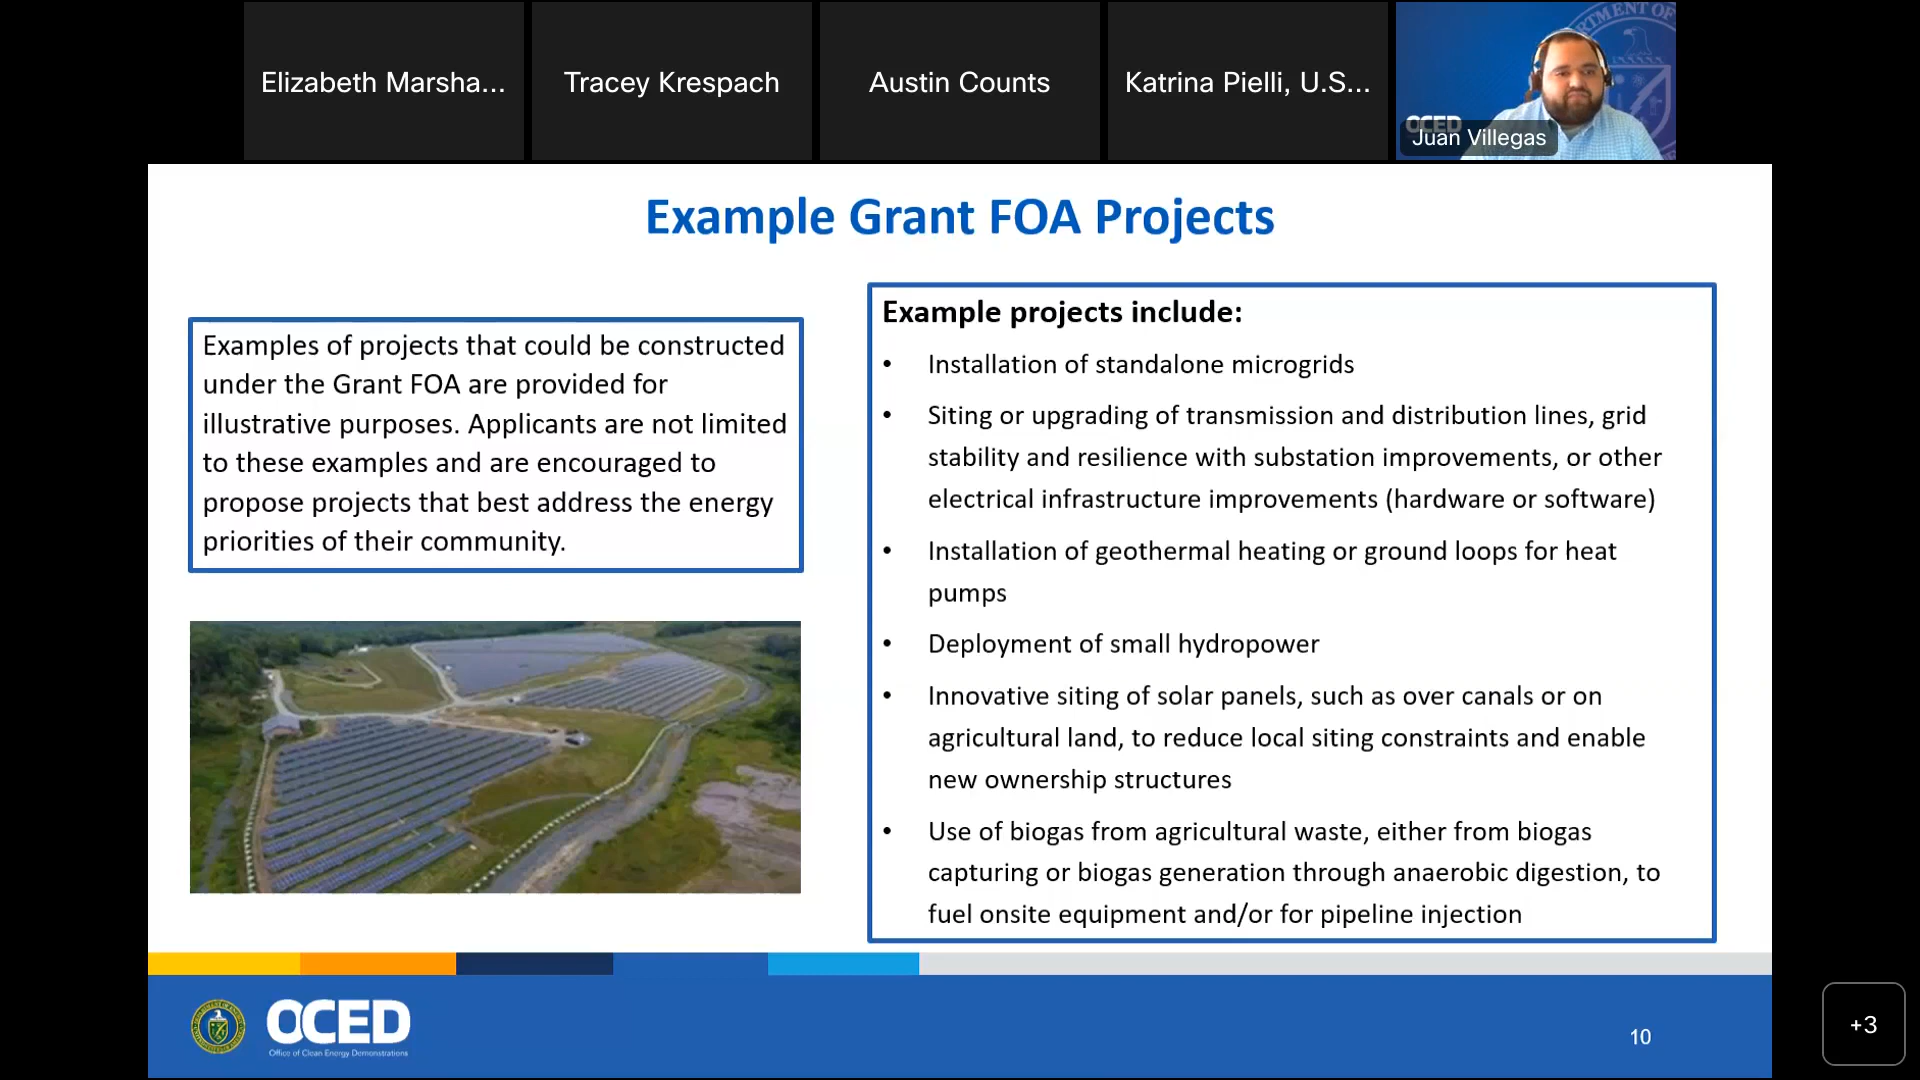 Elizabeth Marsha...
Tracey Krespach
Austin Counts
Katrina Pielli, U.S...
RTMENT OF
OCED
Juan Villegas
Example Grant FOA Projects
Examples of projects that could be constructed
under the Grant FOA are provided for
illustrative purposes. Applicants are not limited
to these examples and are encouraged to
propose projects that best address the energy
priorities of their community.
Example projects include:
• Installation of standalone microgrids
• Siting or upgrading of transmission and distribution lines, grid
stability and resilience with substation improvements, or other
electrical infrastructure improvements (hardware or software)
• Installation of geothermal heating or ground loops for heat
pumps
• Deployment of small hydropower
• Innovative siting of solar panels, such as over canals or on
agricultural land, to reduce local siting constraints and enable
new ownership structures
• Use of biogas from agricultural waste, either from biogas
capturing or biogas generation through anaerobic digestion, to
fuel onsite equipment and/or for pipeline injection
OCED
Office of Clean Energy Demonstrations
10
+3